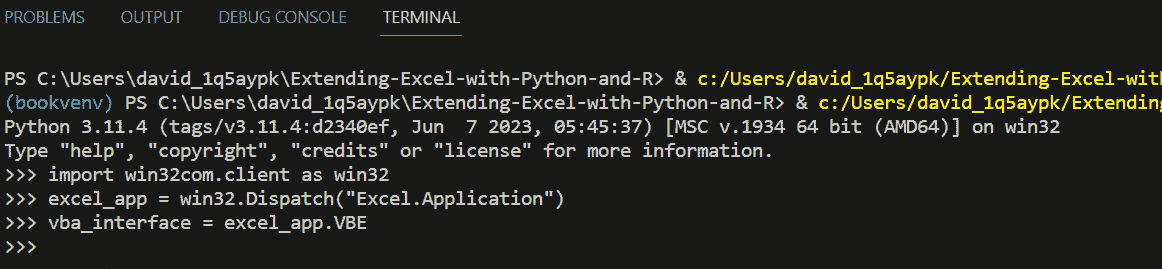 PROBLEMS OUTPUT DEBUG CONSOLE TERMINAL
PS C:\Users\david_1q5aypk\Extending-Excel-with-Python-and-R> & c:/Users/david_1q5aypk/Extending-Excel-with
(bookvenv) PS C:\Users\david_1q5aypk\Extending-Excel-with-Python-and-R> & c:/Users/david_1q5aypk/Extending
Python 3.11.4 (tags/v3.11.4:d2340ef, Jun  7 2023, 05:45:37) [MSC v.1934 64 bit (AMD64)] on win32
Type "help", "copyright", "credits" or "license" for more information.
>>> import win32com.client as win32
>>> excel_app = win32.Dispatch("Excel.Application")
>>> vba_interface = excel_app.VBE
>>>